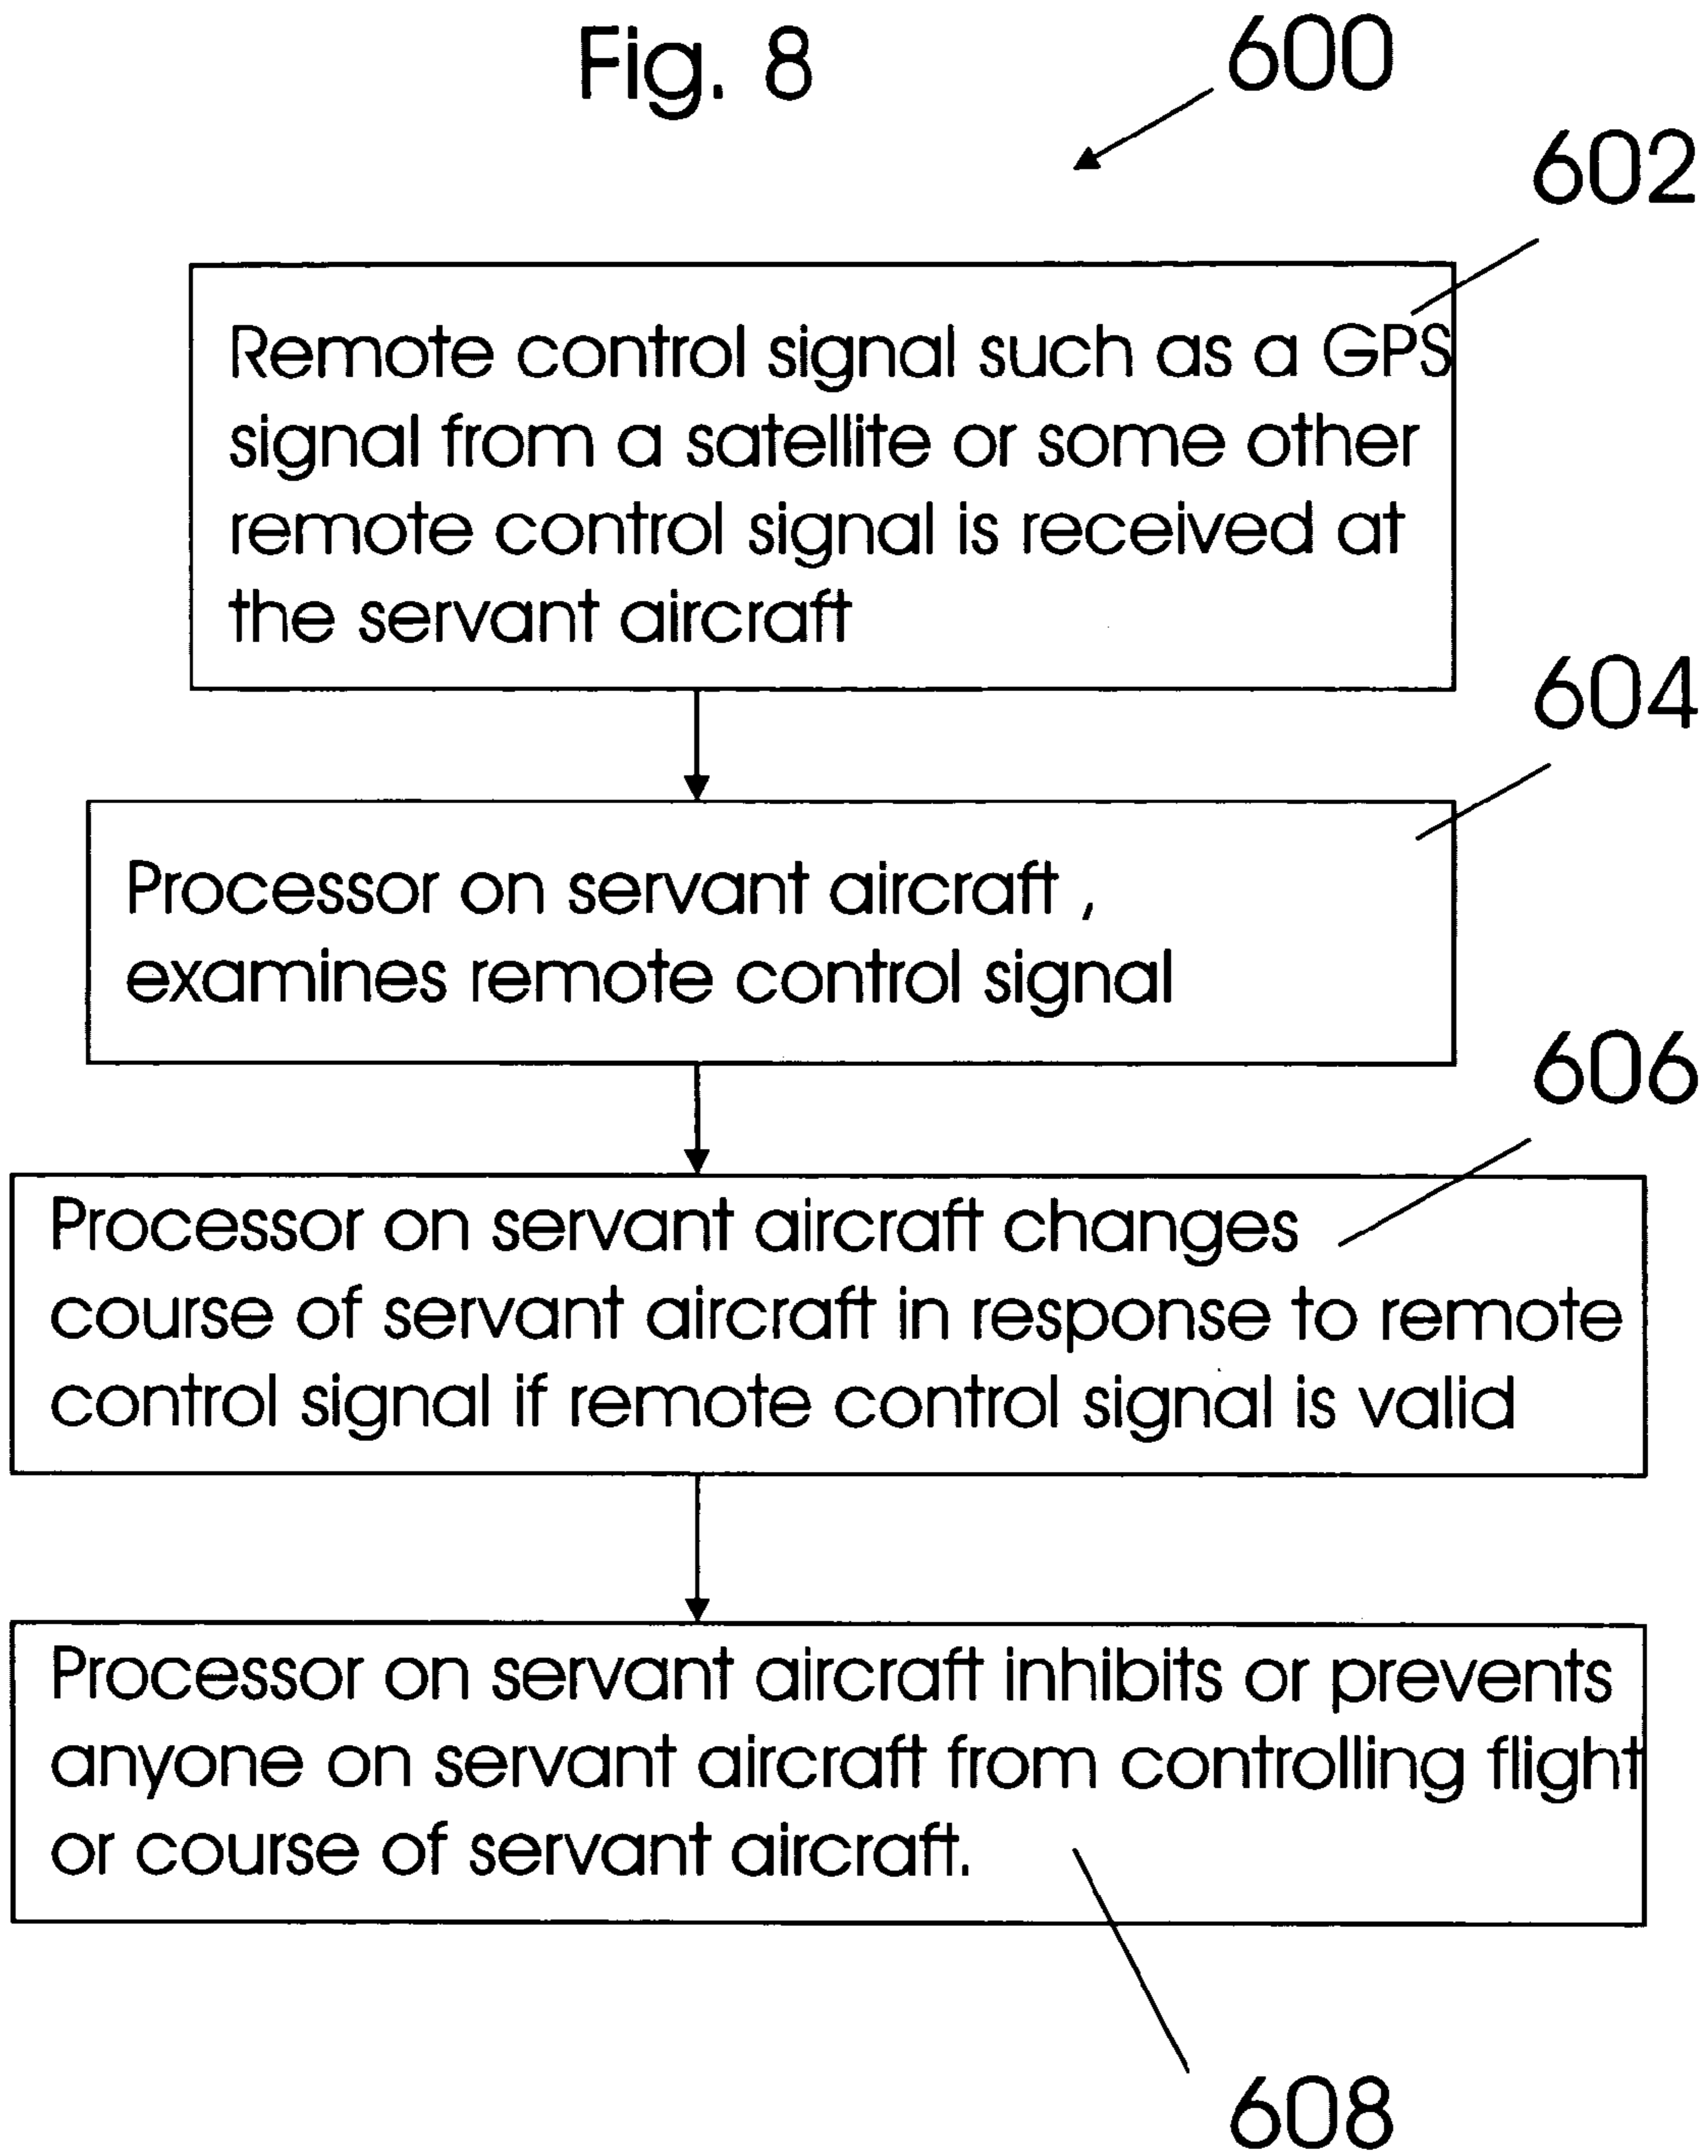 Fig. 8
600
602
Remote control signal such as a GPS
signal from a satellite or some other
remote control signal is received at
the servant aircraft
604
Processor on servant aircraft ,
examines remote control signal
606
Processor on servant aircraft changes
course of servant aircraft in response to remote
control signal if remote control signal is valid
Processor on servant aircraft inhibits or prevents
anyone on servant aircraft from controlling flight
or course of servant aircraft.
608